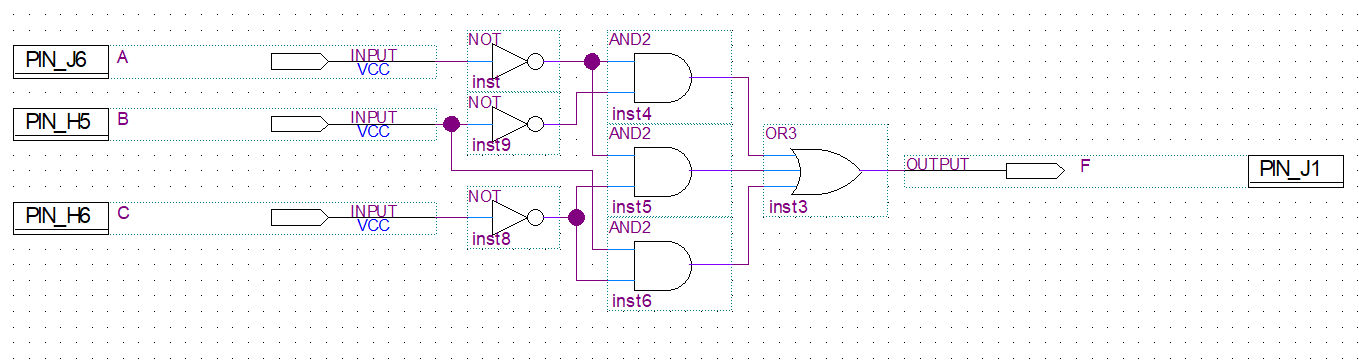 PIN_J6 A INPUT VCC
NOT
inst
AND2
inst4
PIN_H5 B INPUT VCC
NOT
inst9
AND2
inst5
OR3
inst3
OUTPUT F PIN_J1
PIN_H6 C INPUT VCC
NOT
inst8
AND2
inst6